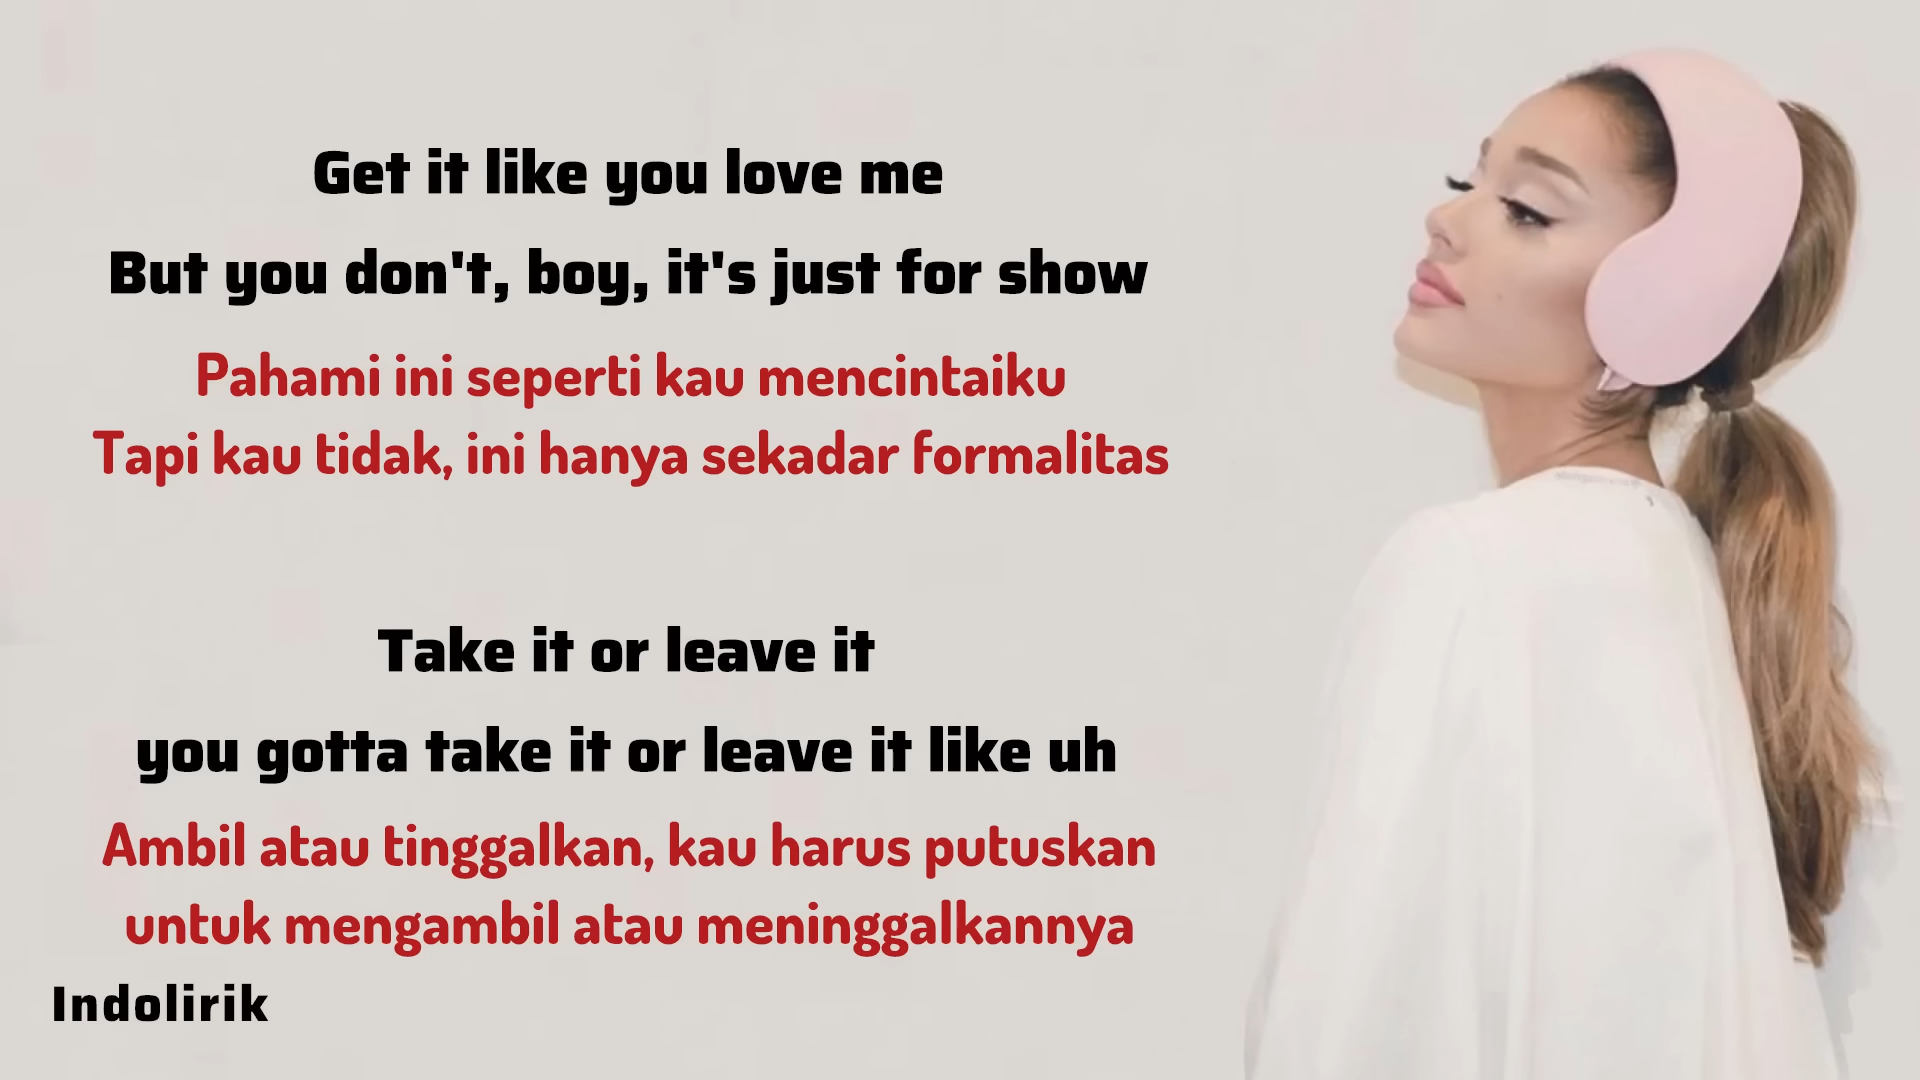 Get it like you love me
But you don't, boy, it's just for show
Pahami ini seperti kau mencintaiku
Tapi kau tidak, ini hanya sekadar formalitas
Take it or leave it
you gotta take it or leave it like uh
Ambil atau tinggalkan, kau harus putuskan
untuk mengambil atau meninggalkannya
Indolirik